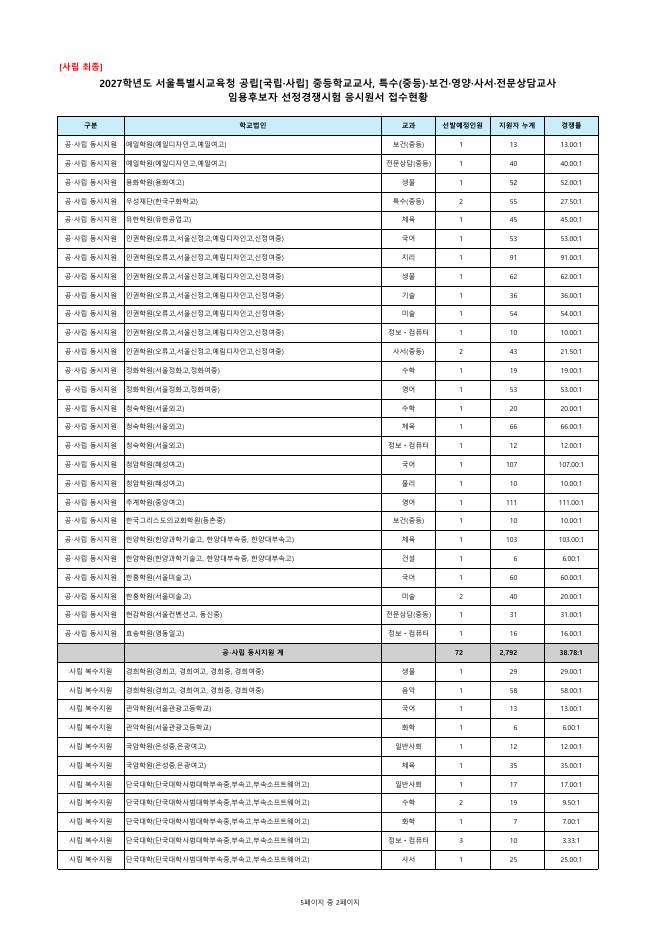 [사립 최종]
2027학년도 서울특별시교육청 공립[국립·사립] 중등학교교사, 특수(중등)·보건·영양·사서·전문상담교사
임용후보자 선정경쟁시험 응시원서 접수현황
구분 학교법인 교과 선발예정인원 지원자 누계 경쟁률
공·사립 동시지원 예일학원(예일디자인고,예일여고) 보건(중등) 1 13 13.00:1
공·사립 동시지원 예일학원(예일디자인고,예일여고) 전문상담(중등) 1 40 40.00:1
공·사립 동시지원 용화학원(용화여고) 생물 1 52 52.00:1
공·사립 동시지원 우성재단(한국구화학교) 특수(중등) 2 55 27.50:1
공·사립 동시지원 유한학원(유한공업고) 체육 1 45 45.00:1
공·사립 동시지원 인권학원(오류고,서울신정고,예림디자인고,신정여중) 국어 1 53 53.00:1
공·사립 동시지원 인권학원(오류고,서울신정고,예림디자인고,신정여중) 지리 1 91 91.00:1
공·사립 동시지원 인권학원(오류고,서울신정고,예림디자인고,신정여중) 생물 1 62 62.00:1
공·사립 동시지원 인권학원(오류고,서울신정고,예림디자인고,신정여중) 기술 1 36 36.00:1
공·사립 동시지원 인권학원(오류고,서울신정고,예림디자인고,신정여중) 미술 1 54 54.00:1
공·사립 동시지원 인권학원(오류고,서울신정고,예림디자인고,신정여중) 정보・컴퓨터 1 10 10.00:1
공·사립 동시지원 인권학원(오류고,서울신정고,예림디자인고,신정여중) 사서(중등) 2 43 21.50:1
공·사립 동시지원 정화학원(서울정화고,정화여중) 수학 1 19 19.00:1
공·사립 동시지원 정화학원(서울정화고,정화여중) 영어 1 53 53.00:1
공·사립 동시지원 청숙학원(서울외고) 수학 1 20 20.00:1
공·사립 동시지원 청숙학원(서울외고) 체육 1 66 66.00:1
공·사립 동시지원 청숙학원(서울외고) 정보・컴퓨터 1 12 12.00:1
공·사립 동시지원 청암학원(혜성여고) 국어 1 107 107.00:1
공·사립 동시지원 청암학원(혜성여고) 물리 1 10 10.00:1
공·사립 동시지원 추계학원(중앙여고) 영어 1 111 111.00:1
공·사립 동시지원 한국그리스도의교회학원(등촌중) 보건(중등) 1 10 10.00:1
공·사립 동시지원 한양학원(한양과학기술고, 한양대부속중, 한양대부속고) 체육 1 103 103.00:1
공·사립 동시지원 한양학원(한양과학기술고, 한양대부속중, 한양대부속고) 건설 1 6 6.00:1
공·사립 동시지원 한흥학원(서울미술고) 국어 1 60 60.00:1
공·사립 동시지원 한흥학원(서울미술고) 미술 2 40 20.00:1
공·사립 동시지원 현강학원(서울컨벤션고, 동신중) 전문상담(중등) 1 31 31.00:1
공·사립 동시지원 효송학원(영동일고) 정보・컴퓨터 1 16 16.00:1
공·사립 동시지원 계 72 2,792 38.78:1
사립 복수지원 경희학원(경희고, 경희여고, 경희중, 경희여중) 생물 1 29 29.00:1
사립 복수지원 경희학원(경희고, 경희여고, 경희중, 경희여중) 음악 1 58 58.00:1
사립 복수지원 관악학원(서울관광고등학교) 국어 1 13 13.00:1
사립 복수지원 관악학원(서울관광고등학교) 화학 1 6 6.00:1
사립 복수지원 국암학원(은성중,은광여고) 일반사회 1 12 12.00:1
사립 복수지원 국암학원(은성중,은광여고) 체육 1 35 35.00:1
사립 복수지원 단국대학(단국대학사범대학부속중,부속고,부속소프트웨어고) 일반사회 1 17 17.00:1
사립 복수지원 단국대학(단국대학사범대학부속중,부속고,부속소프트웨어고) 수학 2 19 9.50:1
사립 복수지원 단국대학(단국대학사범대학부속중,부속고,부속소프트웨어고) 화학 1 7 7.00:1
사립 복수지원 단국대학(단국대학사범대학부속중,부속고,부속소프트웨어고) 정보・컴퓨터 3 10 3.33:1
사립 복수지원 단국대학(단국대학사범대학부속중,부속고,부속소프트웨어고) 사서 1 25 25.00:1
5페이지 중 2페이지